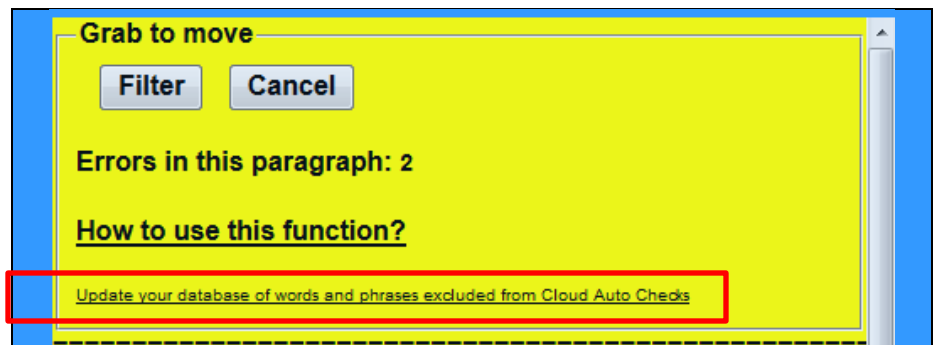 Grab to move
Filter Cancel
Errors in this paragraph: 2
How to use this function?
Update your database of words and phrases excluded from Cloud Auto Checks